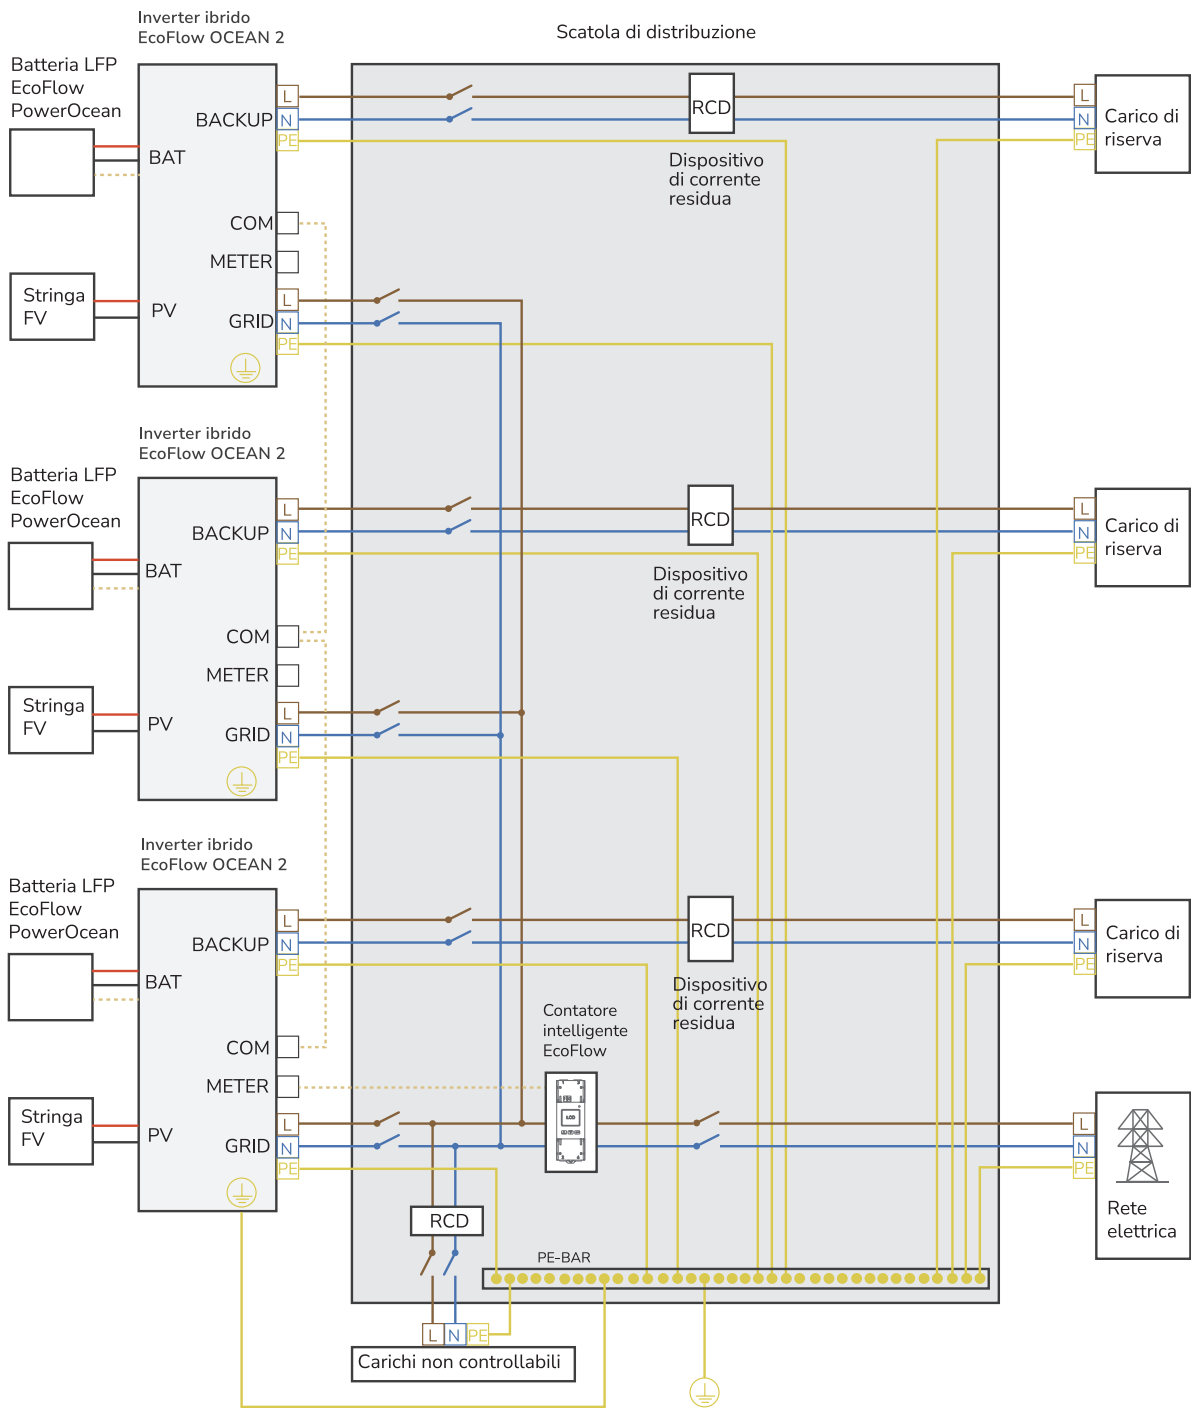 Inverter ibrido
EcoFlow OCEAN 2
Scatola di distribuzione
Batteria LFP
EcoFlow
PowerOcean
BACKUP
L
N
PE
BAT
COM
METER
Stringa
FV
PV
GRID
L
N
PE
RCD
Dispositivo
di corrente
residua
L
N
PE
Carico di
riserva
Inverter ibrido
EcoFlow OCEAN 2
Batteria LFP
EcoFlow
PowerOcean
BACKUP
L
N
PE
BAT
COM
METER
Stringa
FV
PV
GRID
L
N
PE
RCD
Dispositivo
di corrente
residua
L
N
PE
Carico di
riserva
Inverter ibrido
EcoFlow OCEAN 2
Batteria LFP
EcoFlow
PowerOcean
BACKUP
L
N
PE
BAT
COM
METER
Stringa
FV
PV
GRID
L
N
PE
RCD
Dispositivo
di corrente
residua
L
N
PE
Carico di
riserva
Contatore
intelligente
EcoFlow
LCD
L
N
PE
Rete
elettrica
RCD
PE-BAR
L
N
PE
Carichi non controllabili